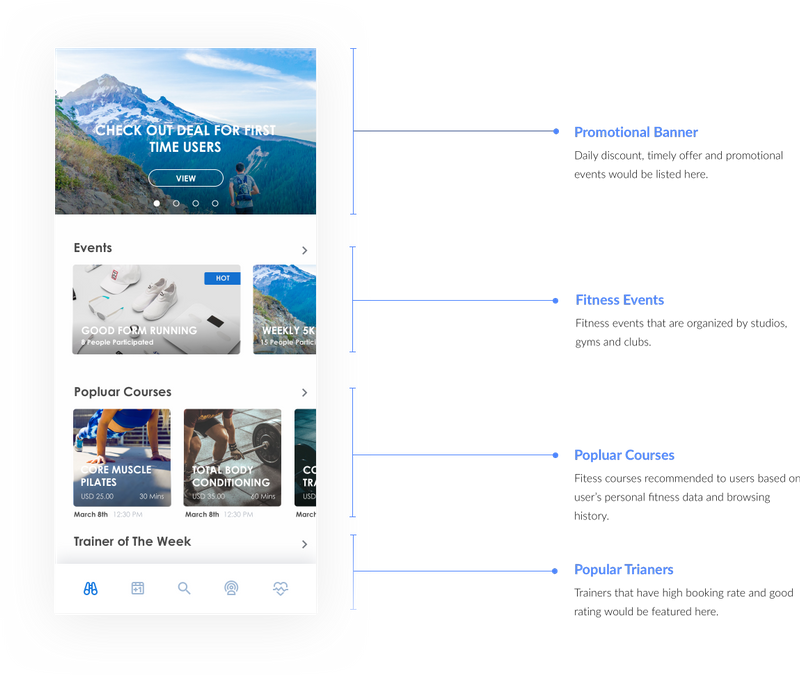 CHECK OUT DEAL FOR FIRST
TIME USERS
VIEW
Events
HOT
GOOD FORM RUNNING
8 People Participated
WEEKLY 5K
15 People Partici
Popluar Courses
CORE MUSCLE
PILATES
USD 25.00 30 Mins
March 8th 12:30 PM
TOTAL BODY
CONDITIONING
USD 35.00 60 Mins
March 8th 12:30 PM
CO
TRA
USD
March
Trainer of The Week
Promotional Banner
Daily discount, timely offer and promotional
events would be listed here.
Fitness Events
Fitness events that are organized by studios,
gyms and clubs.
Popluar Courses
Fitess courses recommended to users based on
user's personal fitness data and browsing
history.
Popular Trianers
Trainers that have high booking rate and good
rating would be featured here.